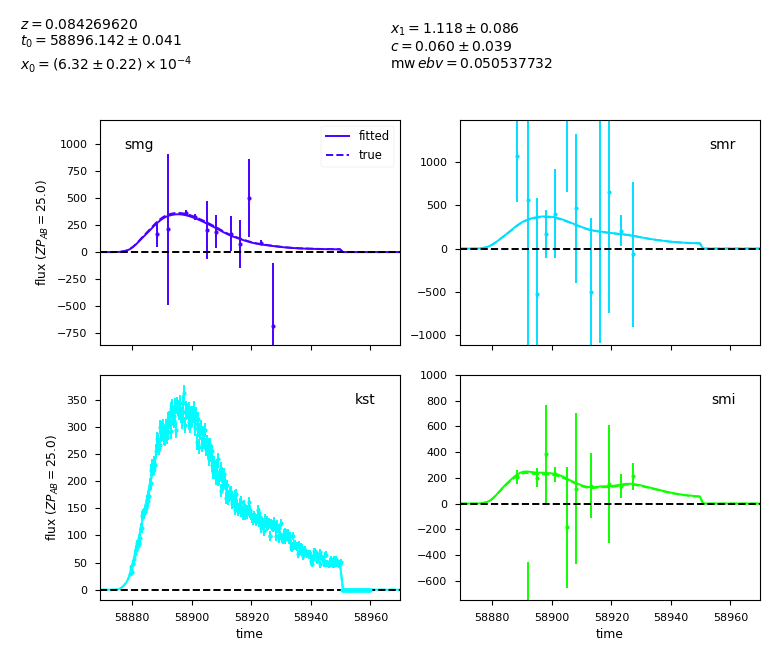 z = 0.084269620
t₀ = 58896.142 ± 0.041
x₀ = (6.32 ± 0.22) × 10⁻⁴
x₁ = 1.118 ± 0.086
c = 0.060 ± 0.039
mw ebv = 0.050537732
smg
fitted
true
1000
750
500
250
0
−250
−500
−750
flux (ZP_AB = 25.0)
smr
1000
500
0
−500
−1000
kst
350
300
250
200
150
100
50
0
flux (ZP_AB = 25.0)
58880 58900 58920 58940 58960
time
smi
1000
800
600
400
200
0
−200
−400
−600
58880 58900 58920 58940 58960
time